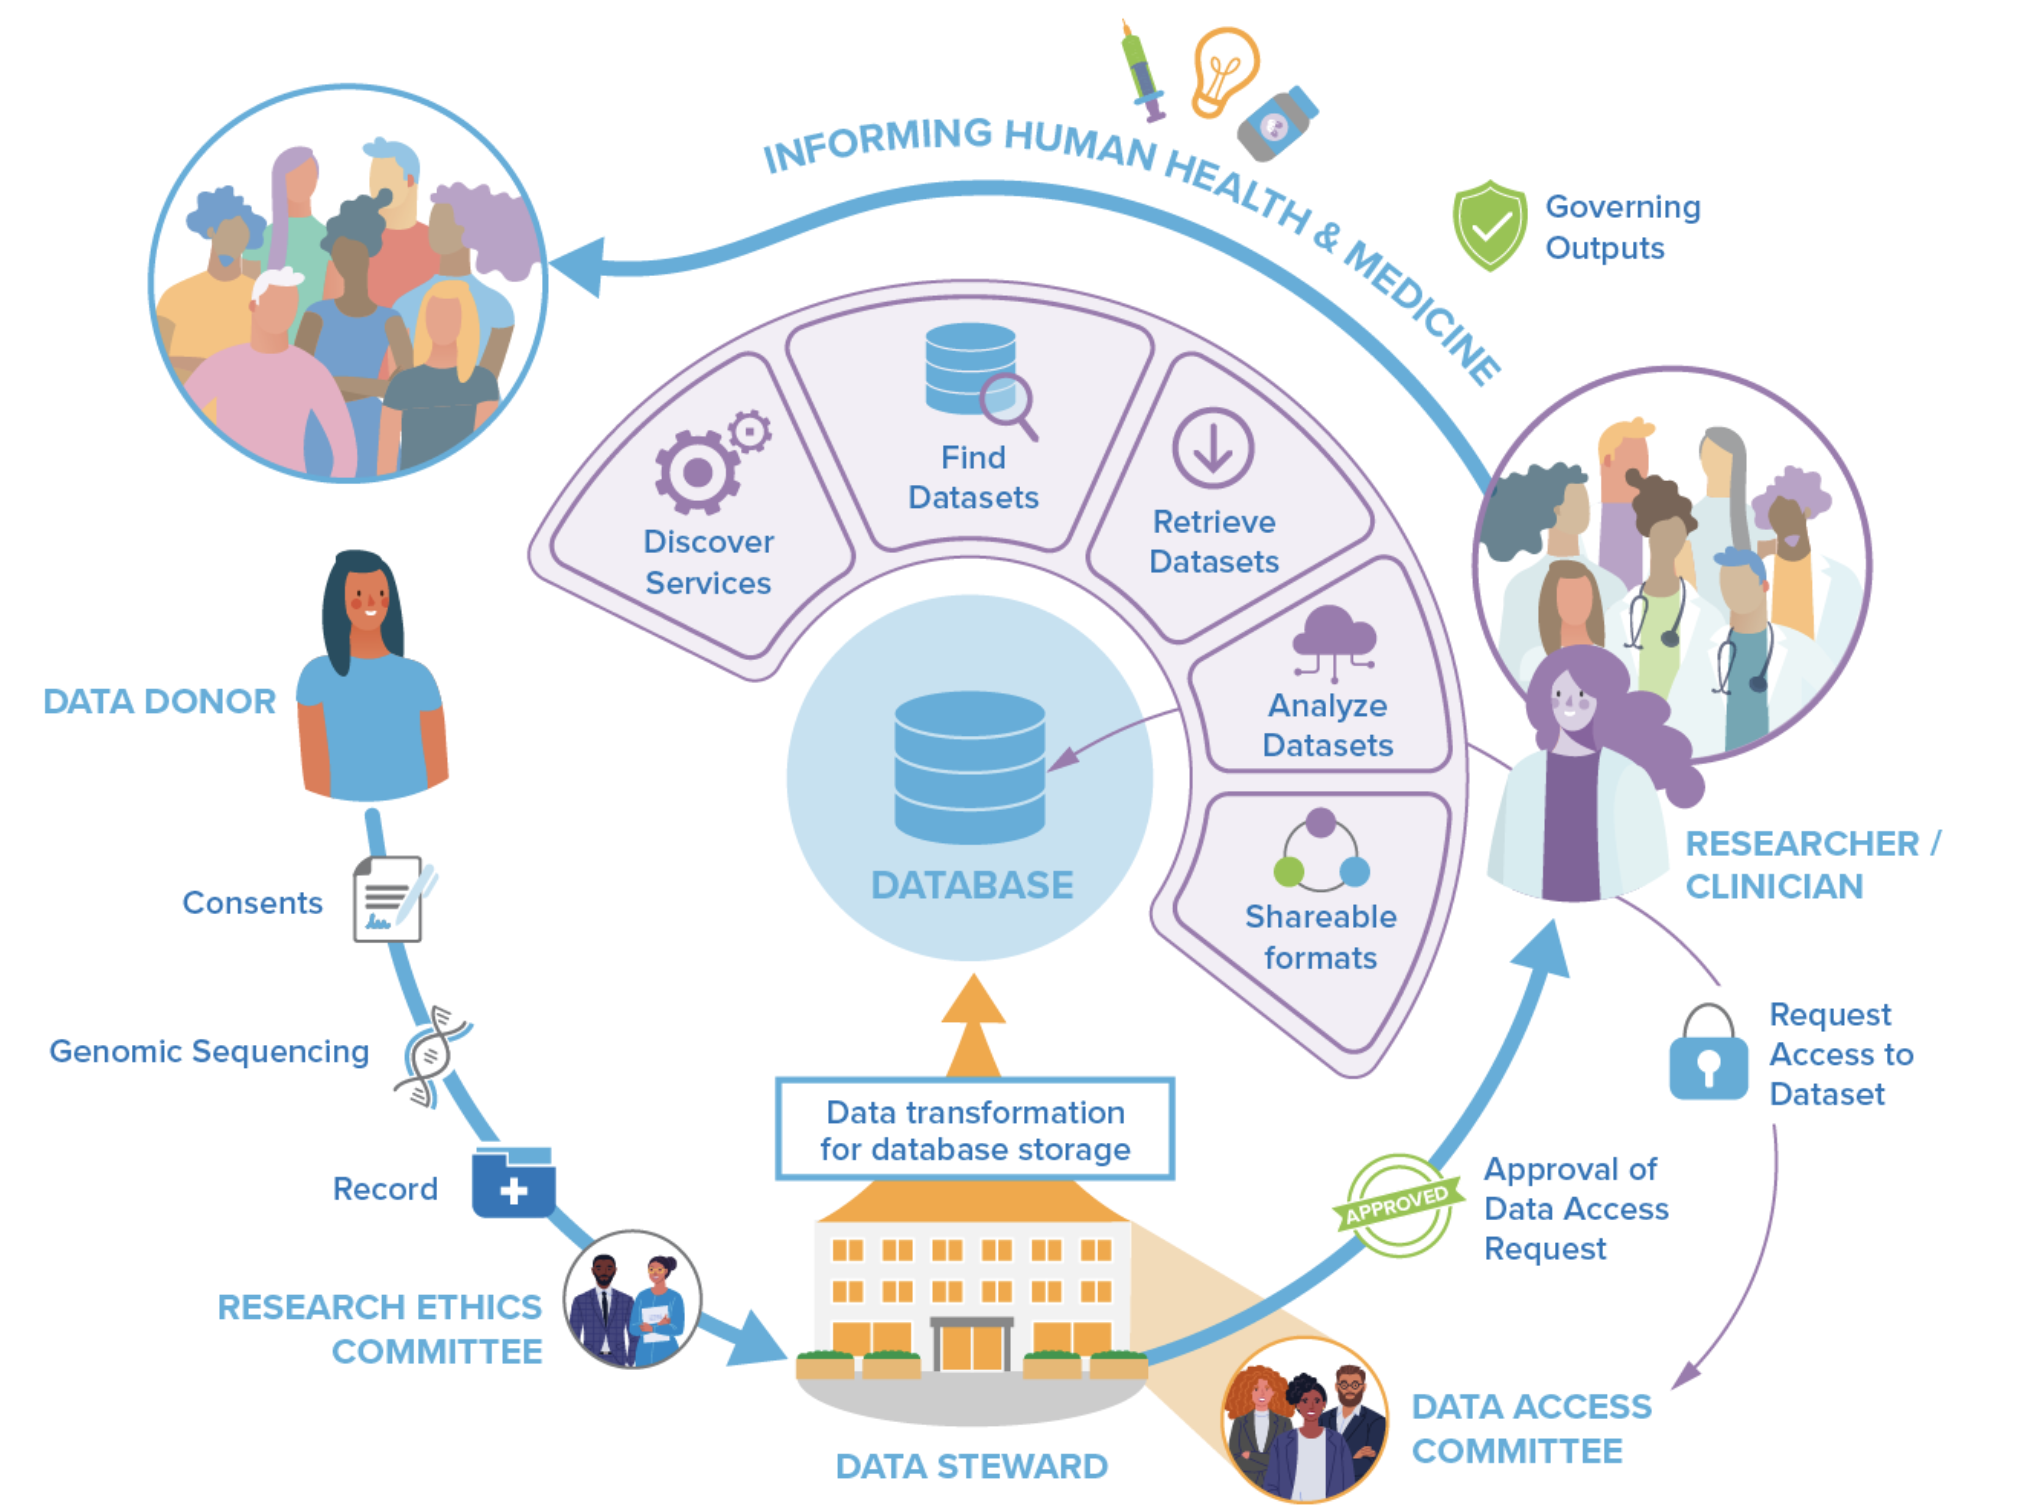 INFORMING HUMAN HEALTH & MEDICINE
Governing
Outputs
Find
Datasets
Discover
Services
Retrieve
Datasets
Analyze
Datasets
Shareable
formats
DATABASE
DATA DONOR
RESEARCHER /
CLINICIAN
Consents
Genomic Sequencing
Record
RESEARCH ETHICS
COMMITTEE
Data transformation
for database storage
DATA STEWARD
APPROVED
Approval of
Data Access
Request
Request
Access to
Dataset
DATA ACCESS
COMMITTEE